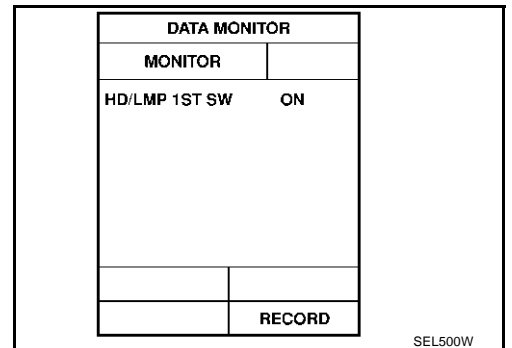 DATA MONITOR
MONITOR
HD/LMP 1ST SW ON
RECORD
SEL500W